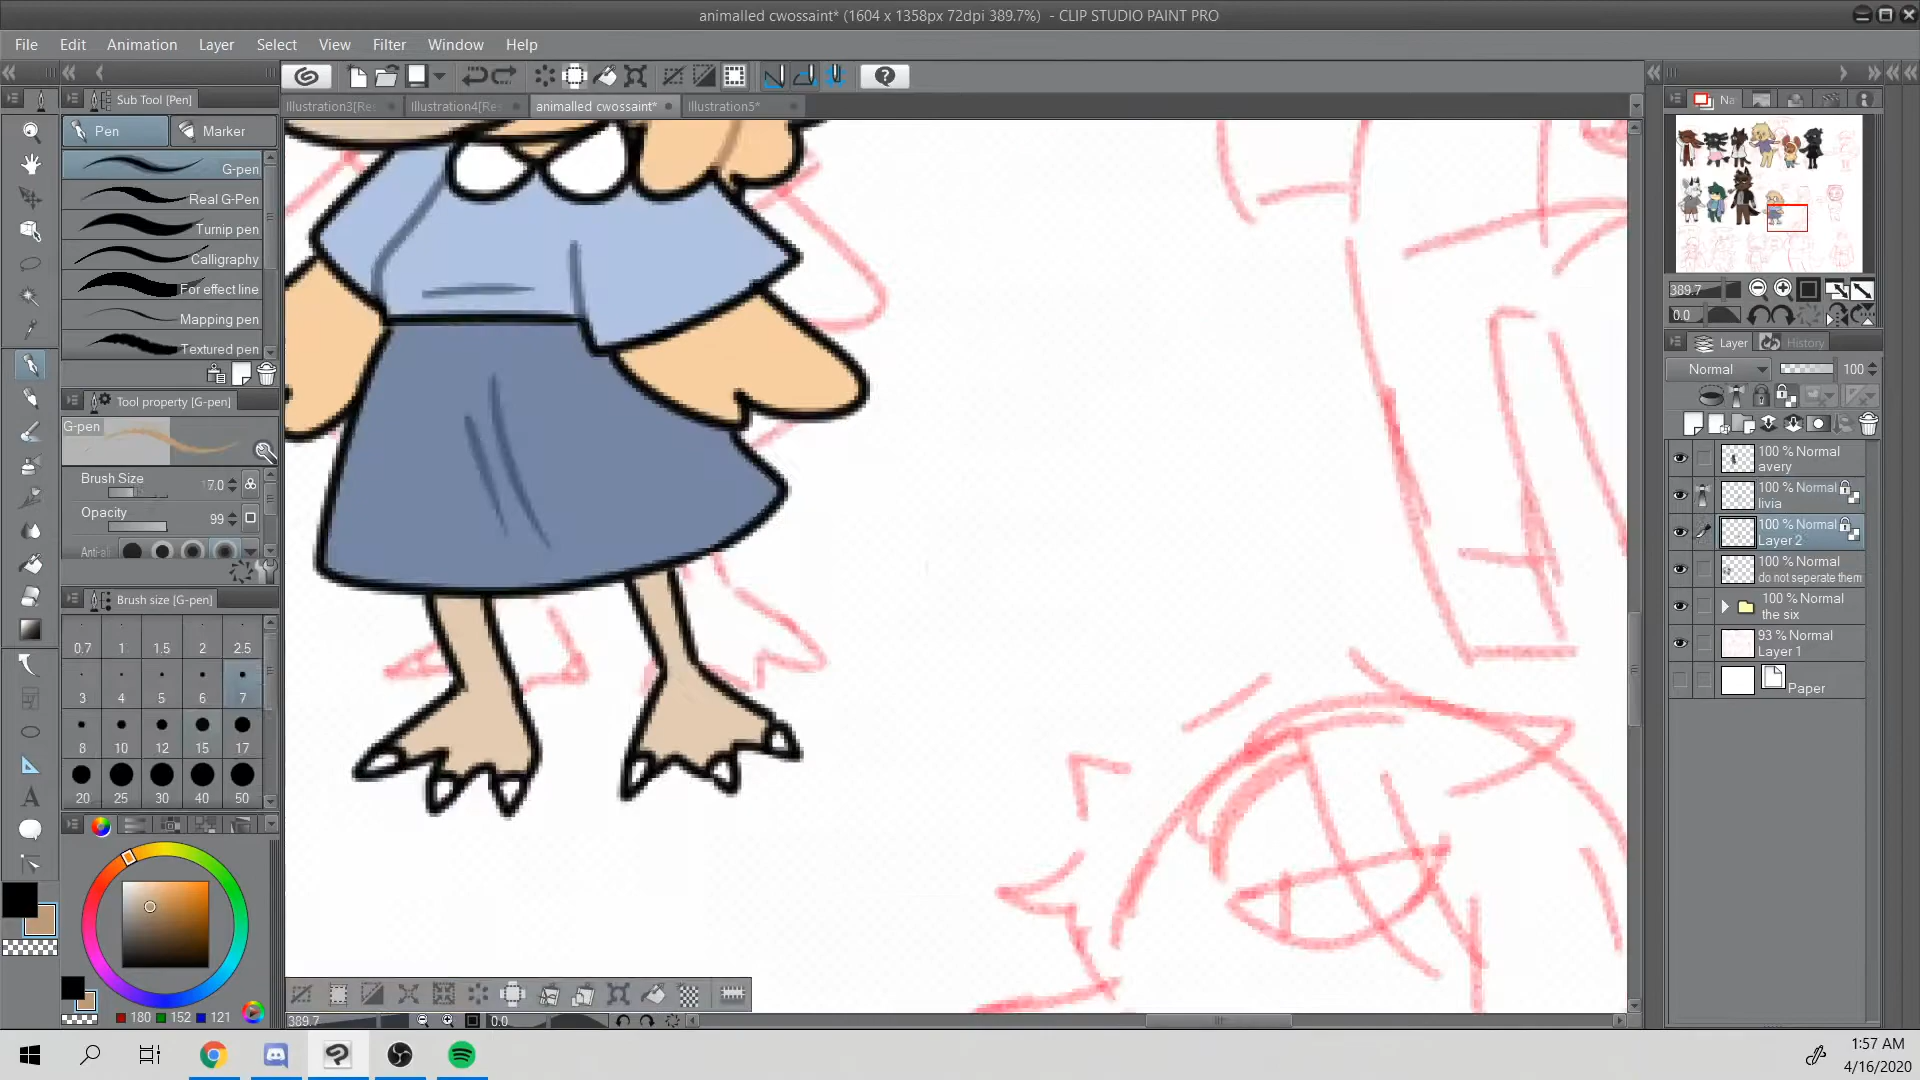 animalled cwossaint* (1604 x 1358px 72dpi 389.7%) - CLIP STUDIO PAINT PRO
File Edit Animation Layer Select View Filter Window Help
Sub Tool [Pen]
Pen Marker
G-pen
Real G-Pen
Turnip pen
Calligraphy
For effect line
Mapping pen
Textured pen
Tool property [G-pen]
G-pen
Brush Size 7.0
Opacity 99
Anti-ali
Brush size [G-pen]
0.7 1 1.5 2 2.5
3 4 5 6 7
8 10 12 15 17
20 25 30 40 50
180 152 121
Illustration3[Re Illustration4[Re animalled cwossaint* Illustration5*
389.7 0.0
Na
389.7
0.0
Layer History
Normal 100
100 % Normal
avery
100 % Normal
livia
100 % Normal
Layer 2
100 % Normal
do not seperate them
100 % Normal
the six
93 % Normal
Layer 1
Paper
1:57 AM
4/16/2020